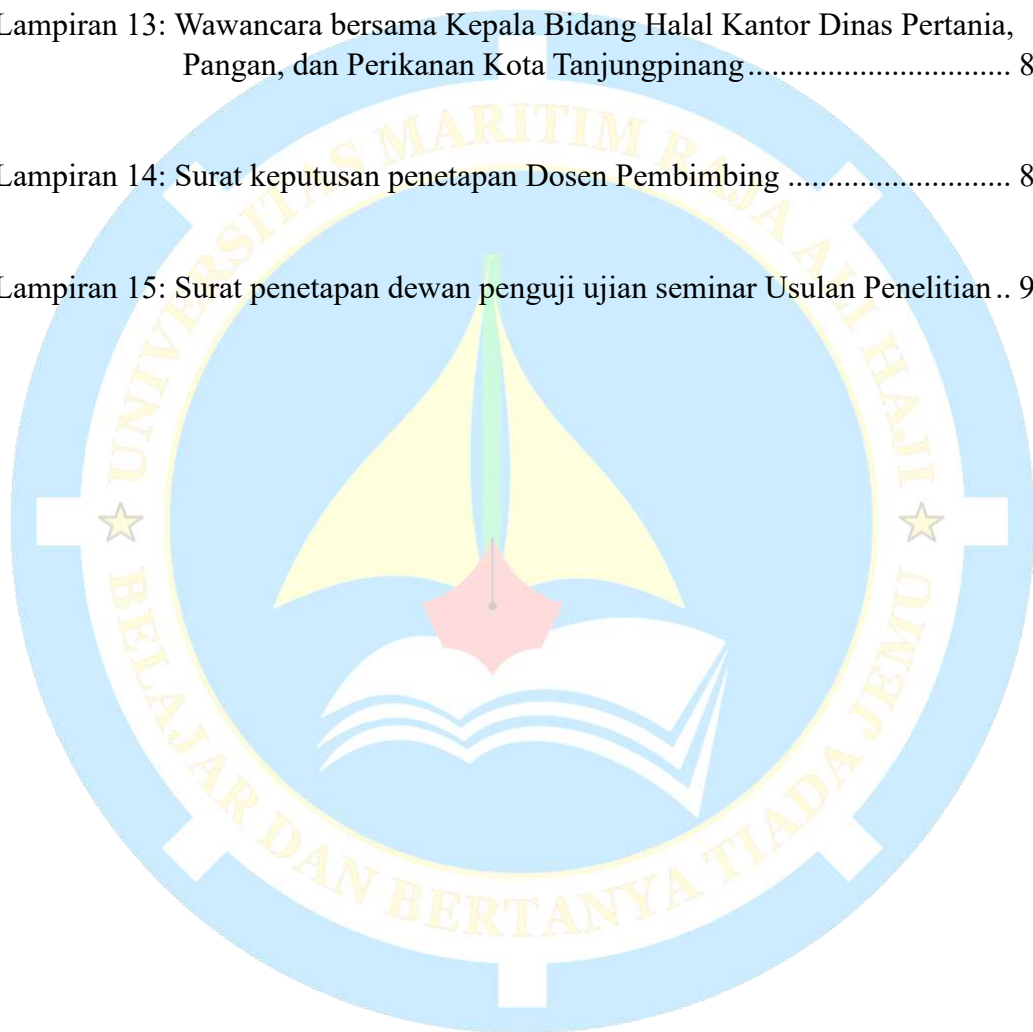 Lampiran 13: Wawancara bersama Kepala Bidang Halal Kantor Dinas Pertania,
Pangan, dan Perikanan Kota Tanjungpinang................................ 8
Lampiran 14: Surat keputusan penetapan Dosen Pembimbing ......................... 8
Lampiran 15: Surat penetapan dewan penguji ujian seminar Usulan Penelitian.. 9
UNIVERSITAS MARITIM RAJA ALI HAJI
BELAJAR DAN BERTANYA TIADA JEMU